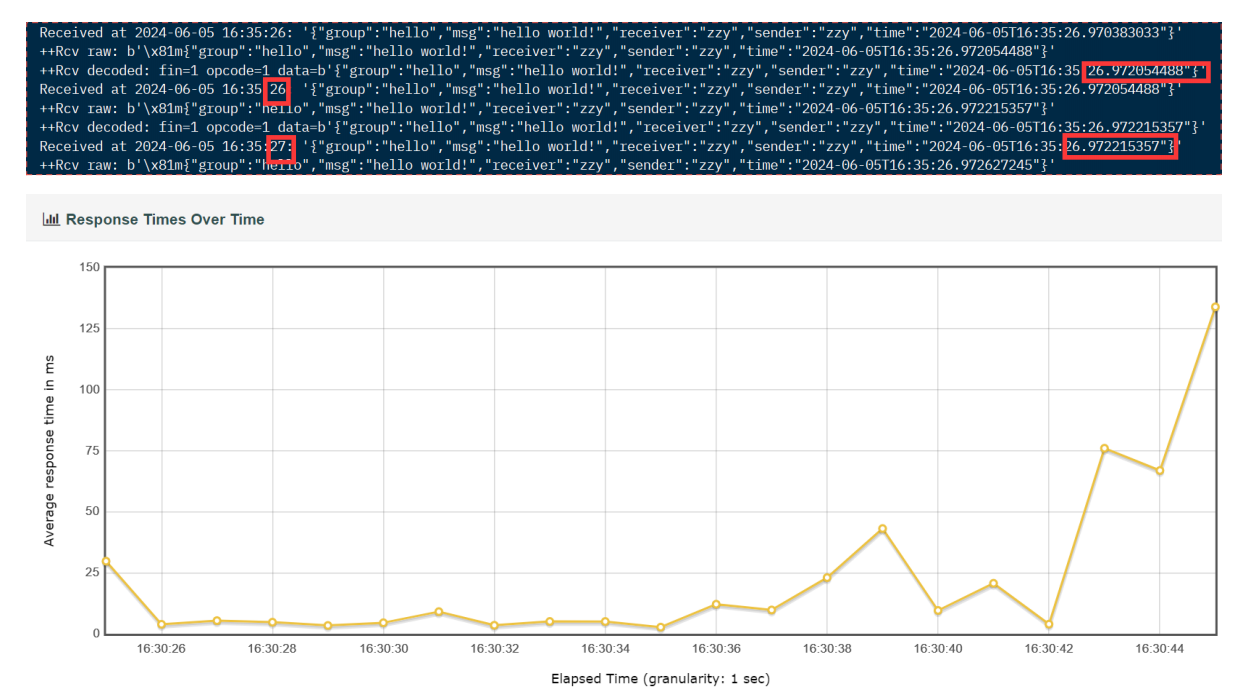 Received at 2024-06-05 16:35:26: '{"group":"hello","msg":"hello world!","receiver":"zzy","sender":"zzy","time":"2024-06-05T16:35:26.970383033"}'
++Rcv raw: b'\x81m{"group":"hello","msg":"hello world!","receiver":"zzy","sender":"zzy","time":"2024-06-05T16:35:26.972054488"}'
++Rcv decoded: fin=1 opcode=1 data=b'{"group":"hello","msg":"hello world!","receiver":"zzy","sender":"zzy","time":"2024-06-05T16:35:26.972054488"}'
Received at 2024-06-05 16:35:26: '{"group":"hello","msg":"hello world!","receiver":"zzy","sender":"zzy","time":"2024-06-05T16:35:26.972054488"}'
++Rcv raw: b'\x81m{"group":"hello","msg":"hello world!","receiver":"zzy","sender":"zzy","time":"2024-06-05T16:35:26.972215357"}'
++Rcv decoded: fin=1 opcode=1 data=b'{"group":"hello","msg":"hello world!","receiver":"zzy","sender":"zzy","time":"2024-06-05T16:35:26.972215357"}'
Received at 2024-06-05 16:35:27: '{"group":"hello","msg":"hello world!","receiver":"zzy","sender":"zzy","time":"2024-06-05T16:35:26.972215357"}'
++Rcv raw: b'\x81m{"group":"hello","msg":"hello world!","receiver":"zzy","sender":"zzy","time":"2024-06-05T16:35:26.972627245"}'
Response Times Over Time
Average response time in ms
150
125
100
75
50
25
0
16:30:26 16:30:28 16:30:30 16:30:32 16:30:34 16:30:36 16:30:38 16:30:40 16:30:42 16:30:44
Elapsed Time (granularity: 1 sec)